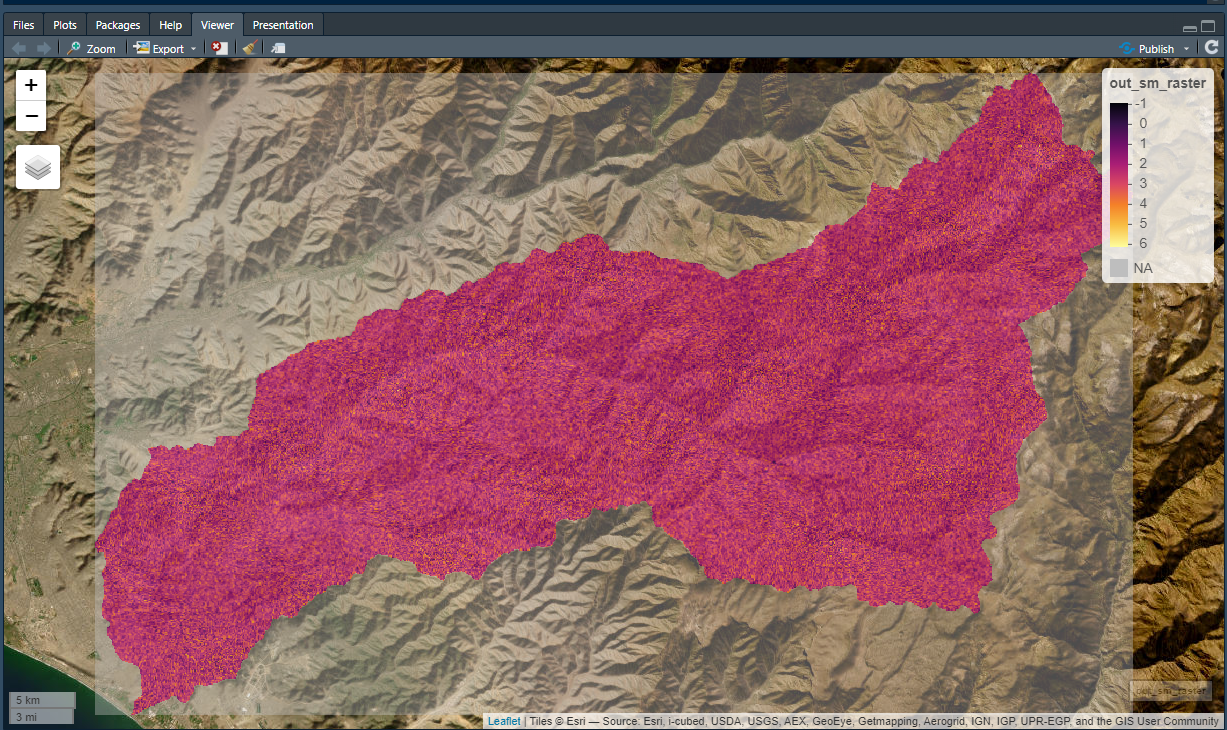 Files Plots Packages Help Viewer Presentation
Zoom Export Publish
+
−
out_sm_raster
-1
0
1
2
3
4
5
6
NA
5 km
3 mi
out_sm_raster
Leaflet | Tiles © Esri — Source: Esri, i-cubed, USDA, USGS, AEX, GeoEye, Getmapping, Aerogrid, IGN, IGP, UPR-EGP, and the GIS User Community